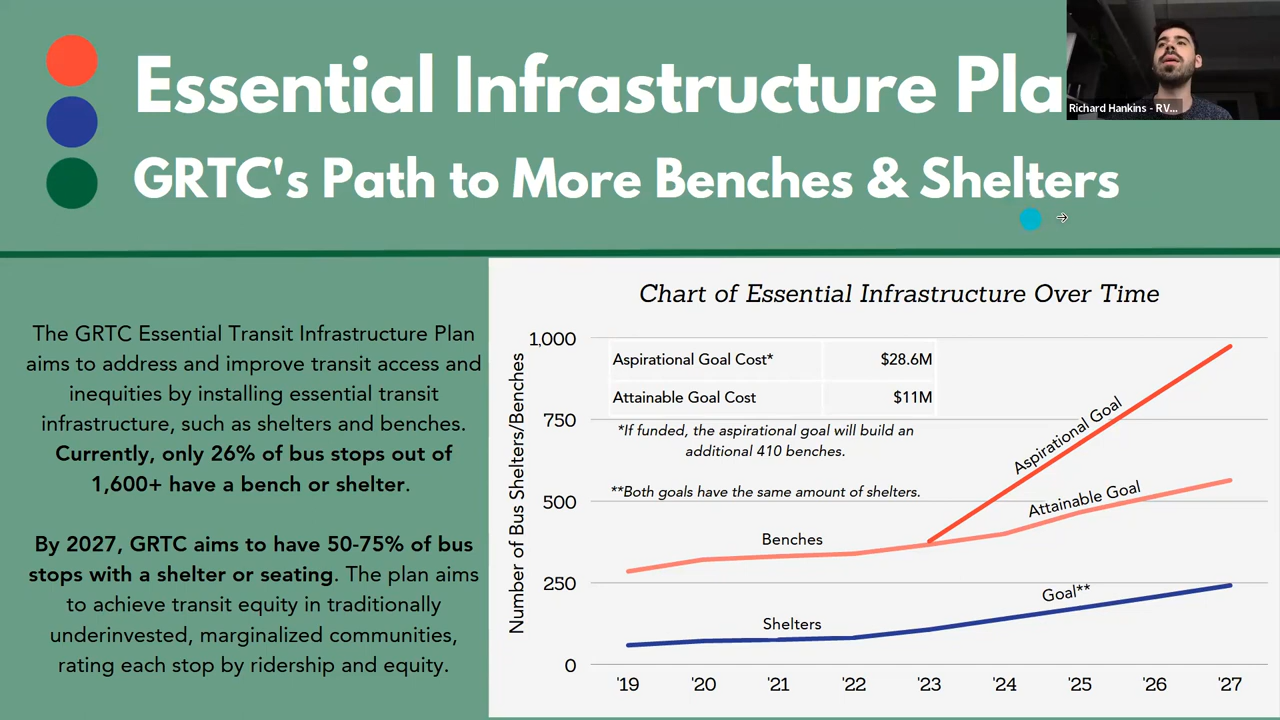 Essential Infrastructure Pla
Richard Hankins - RV...
GRTC's Path to More Benches & Shelters
The GRTC Essential Transit Infrastructure Plan
aims to address and improve transit access and
inequities by installing essential transit
infrastructure, such as shelters and benches.
Currently, only 26% of bus stops out of
1,600+ have a bench or shelter.
By 2027, GRTC aims to have 50-75% of bus
stops with a shelter or seating. The plan aims
to achieve transit equity in traditionally
underinvested, marginalized communities,
rating each stop by ridership and equity.
Chart of Essential Infrastructure Over Time
Number of Bus Shelters/Benches
1,000
750
500
250
0
Aspirational Goal Cost* $28.6M
Attainable Goal Cost $11M
*If funded, the aspirational goal will build an
additional 410 benches.
**Both goals have the same amount of shelters.
Aspirational Goal
Attainable Goal
Benches
Goal**
Shelters
'19 '20 '21 '22 '23 '24 '25 '26 '27